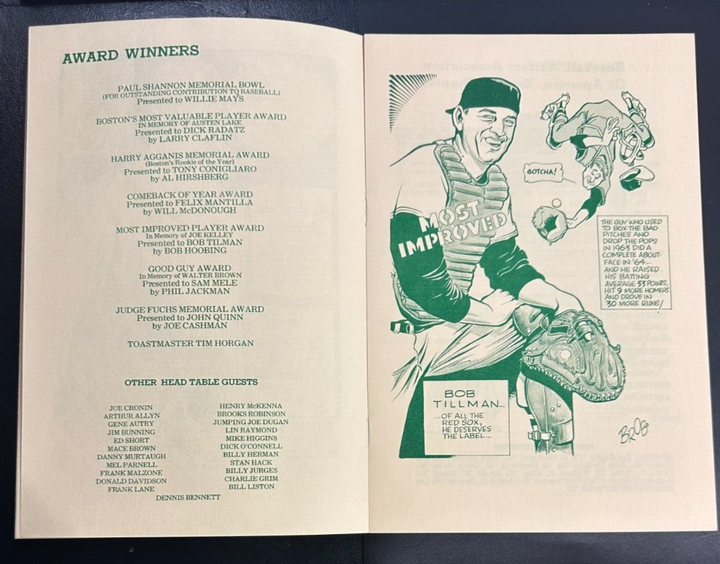 AWARD WINNERS
PAUL SHANNON MEMORIAL BOWL
(FOR OUTSTANDING CONTRIBUTION TO BASEBALL)
Presented to WILLIE MAYS
BOSTON'S MOST VALUABLE PLAYER AWARD
IN MEMORY OF AUSTEN LAKE
Presented to DICK RADATZ
by LARRY CLAFLIN
HARRY AGGANIS MEMORIAL AWARD
(Boston's Rookie of the Year)
Presented to TONY CONIGLIARO
by AL HIRSHBERG
COMEBACK OF YEAR AWARD
Presented to FELIX MANTILLA
by WILL McDONOUGH
MOST IMPROVED PLAYER AWARD
In Memory of JOE KELLEY
Presented to BOB TILMAN
by BOB HOOBING
GOOD GUY AWARD
In Memory of WALTER BROWN
Presented to SAM MELE
by PHIL JACKMAN
JUDGE FUCHS MEMORIAL AWARD
Presented to JOHN QUINN
by JOE CASHMAN
TOASTMASTER TIM HORGAN
OTHER HEAD TABLE GUESTS
JOE CRONIN
ARTHUR ALLYN
GENE AUTRY
JIM BUNNING
ED SHORT
MACE BROWN
DANNY MURTAUGH
MEL PARNELL
FRANK MALZONE
DONALD DAVIDSON
FRANK LANE
HENRY McKENNA
BROOKS ROBINSON
JUMPING JOE DUGAN
LIN RAYMOND
MIKE HIGGINS
DICK O'CONNELL
BILLY HERMAN
STAN HACK
BILLY JURGES
CHARLIE GRIM
BILL LISTON
DENNIS BENNETT
GOTCHA!
MOST
IMPROVED
THE GUY WHO USED
TO BOX THE BAD
PITCHES AND
DROP THE POPS
IN 1963 DID A
COMPLETE ABOUT-
FACE IN '64...
AND HE RAISED
HIS BATTING
AVERAGE 53 POINTS,
HIT 9 MORE HOMERS
AND DROVE IN
30 MORE RUNS!
BOB
TILLMAN...
...OF ALL THE
RED SOX,
HE DESERVES
THE LABEL...
BROG